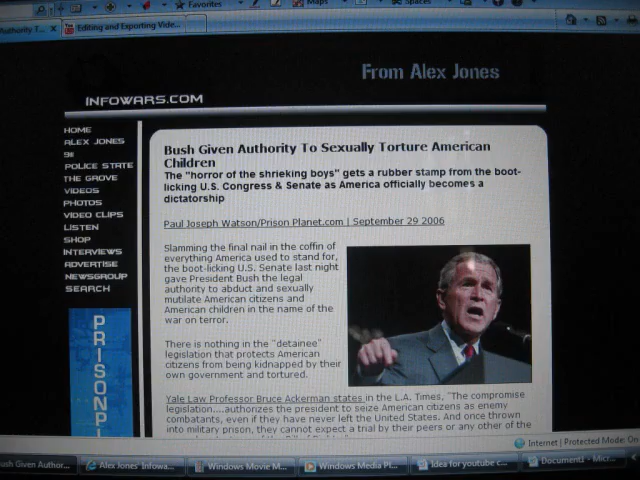 Favorites
Maps
Spaces
Authority T...
Editing and Exporting Vide...
From Alex Jones
INFOWARS.COM
HOME
ALEX JONES
911
POLICE STATE
THE GROVE
VIDEOS
PHOTOS
VIDEO CLIPS
LISTEN
SHOP
INTERVIEWS
ADVERTISE
NEWSGROUP
SEARCH
PRISONPL
Bush Given Authority To Sexually Torture American
Children
The "horror of the shrieking boys" gets a rubber stamp from the boot-
licking U.S. Congress & Senate as America officially becomes a
dictatorship
Paul Joseph Watson/Prison Planet.com | September 29 2006
Slamming the final nail in the coffin of
everything America used to stand for,
the boot-licking U.S. Senate last night
gave President Bush the legal
authority to abduct and sexually
mutilate American citizens and
American children in the name of the
war on terror.
There is nothing in the "detainee"
legislation that protects American
citizens from being kidnapped by their
own government and tortured.
Yale Law Professor Bruce Ackerman states in the L.A. Times, "The compromise
legislation....authorizes the president to seize American citizens as enemy
combatants, even if they have never left the United States. And once thrown
into military prison, they cannot expect a trial by their peers or any other of the
Internet | Protected Mode: On
ush Given Author...
Alex Jones' Infowa...
Windows Movie M...
Windows Media Pl...
Idea for youtube c...
Document1 - Micr...